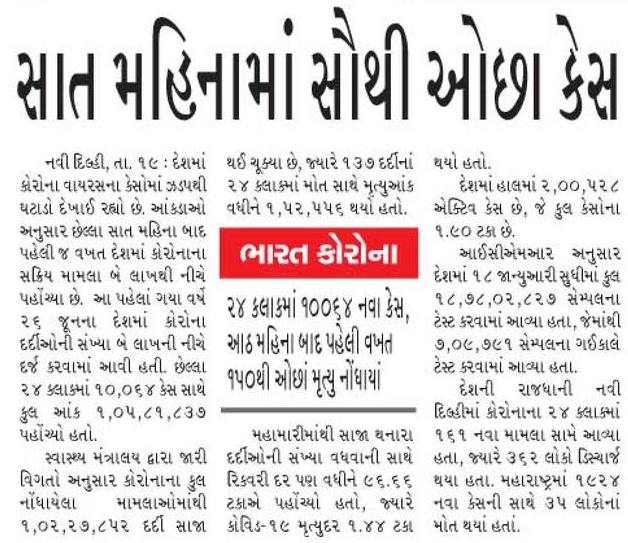 સાત મહિનામાં સૌથી ઓછા કેસ
નવી દિલ્હી, તા. ૧૯ : દેશમાં
કોરોના વાયરસના કેસોમાં ઝડપથી
ઘટાડો દેખાઈ રહ્યો છે. આંકડાઓ
અનુસાર છેલ્લા સાત મહિના બાદ
પહેલી જ વખત દેશમાં કોરોનાના
સક્રિય મામલા બે લાખથી નીચે
પહોંચ્યા છે. આ પહેલાં ગયા વર્ષે
૨૬ જૂનના દેશમાં કોરોના
દર્દીઓની સંખ્યા બે લાખની નીચે
દર્જ કરવામાં આવી હતી. છેલ્લા
૨૪ કલાકમાં ૧૦,૦૬૪ કેસ સાથે
કુલ આંક ૧,૦૫,૮૧,૮૩૭
પહોંચ્યો હતો.
સ્વાસ્થ્ય મંત્રાલય દ્વારા જારી
વિગતો અનુસાર કોરોનાના કુલ
નોંધાયેલા મામલાઓમાથી
૧,૦૨,૨૭,૮૫૨ દર્દી સાજા
થઈ ચૂક્યા છે, જ્યારે ૧૩૭ દર્દીનાં
૨૪ કલાકમાં મોત સાથે મૃત્યુઆંક
વધીને ૧,૫૨,૫૫૬ થયો હતો.
ભારત કોરોના
૨૪ કલાકમાં ૧૦૦૬૪ નવા કેસ,
આઠ મહિના બાદ પહેલી વખત
૧૫૦થી ઓછાં મૃત્યુ નોંધાયાં
મહામારીમાંથી સાજા થનારા
દર્દીઓની સંખ્યા વધવાની સાથે
રિકવરી દર પણ વધીને ૯૬.૬૬
ટકાએ પહોંચ્યો હતો, જ્યારે
કોવિડ-૧૯ મૃત્યુદર ૧.૪૪ ટકા
થયો હતો.
દેશમાં હાલમાં ૨,૦૦,૫૨૮
એક્ટિવ કેસ છે, જે કુલ કેસોના
૧.૯૦ ટકા છે.
આઈસીએમઆર અનુસાર
દેશમાં ૧૮ જાન્યુઆરી સુધીમાં કુલ
૧૮,૭૮,૦૨,૮૨૭ સેમ્પલના
ટેસ્ટ કરવામાં આવ્યા હતા, જેમાંથી
૭,૦૯,૭૯૧ સેમ્પલના ગઈકાલે
ટેસ્ટ કરવામાં આવ્યા હતા.
દેશની રાજધાની નવી
દિલ્હીમાં કોરોનાના ૨૪ કલાકમાં
૧૬૧ નવા મામલા સામે આવ્યા
હતા, જ્યારે ૩૬૨ લોકો ડિસ્ચાર્જ
થયા હતા. મહારાષ્ટ્રમાં ૧૯૨૪
નવા કેસની સાથે ૩૫ લોકોનાં
મોત થયાં હતાં.